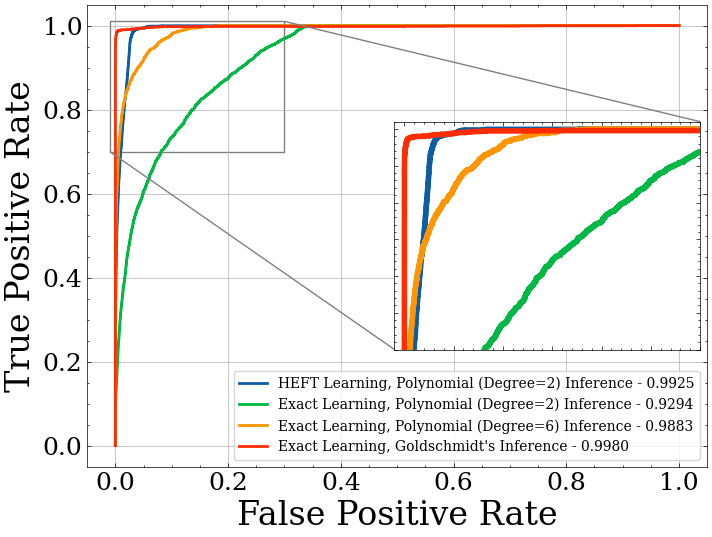 True Positive Rate
1.0
0.8
0.6
0.4
0.2
0.0
HEFT Learning, Polynomial (Degree=2) Inference - 0.9925
Exact Learning, Polynomial (Degree=2) Inference - 0.9294
Exact Learning, Polynomial (Degree=6) Inference - 0.9883
Exact Learning, Goldschmidt's Inference - 0.9980
0.0 0.2 0.4 0.6 0.8 1.0
False Positive Rate